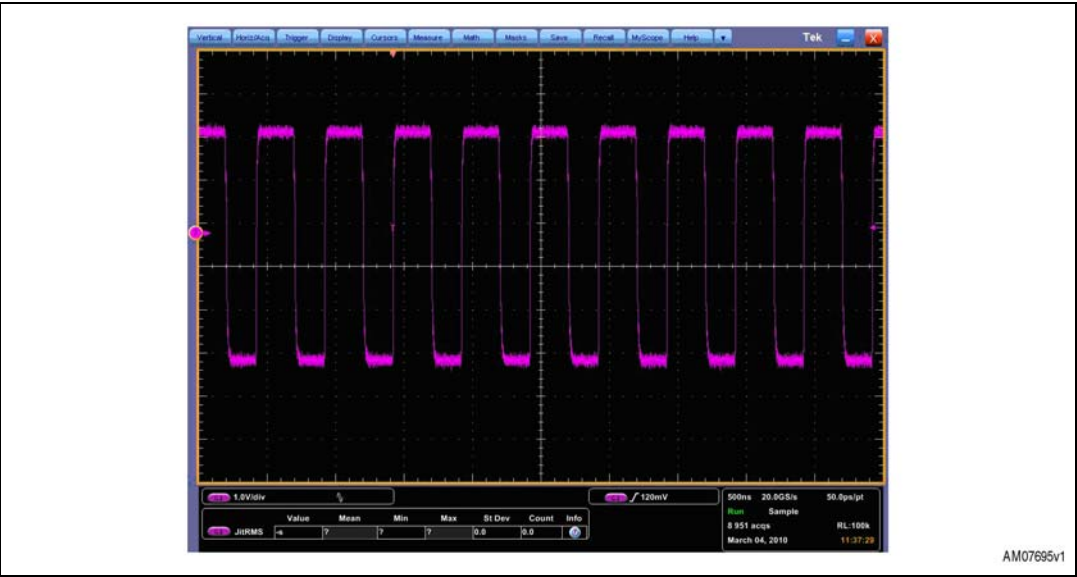 Vertical Horiz/Acq Trigger Display Cursors Measure Math Masks Save Recall MyScope Help Tek
T
1.0V/div 120mV 500ns 20.0GS/s 50.0ps/pt
Run Sample
Value Mean Min Max St Dev Count Info
JitRMS -s ? ? ? 0.0 0.0
8 951 acqs RL:100k
March 04, 2010 11:37:29
AM07695v1